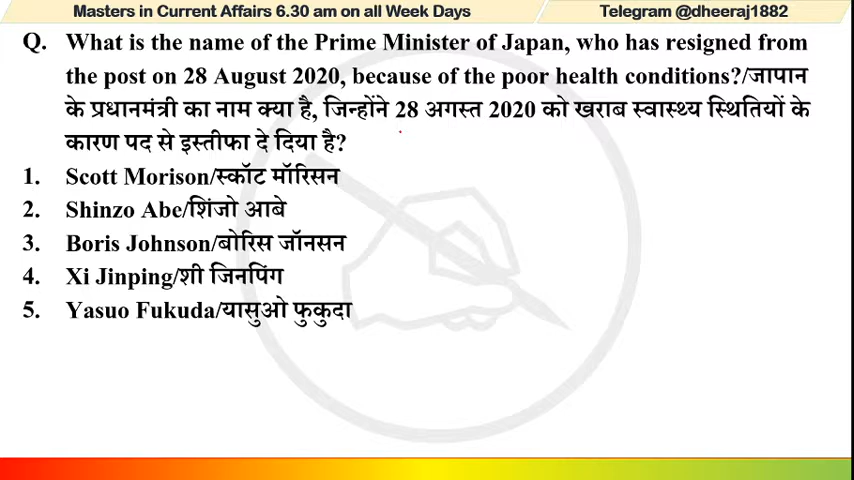 Masters in Current Affairs 6.30 am on all Week Days
Telegram @dheeraj1882
Q. What is the name of the Prime Minister of Japan, who has resigned from
the post on 28 August 2020, because of the poor health conditions?/जापान
के प्रधानमंत्री का नाम क्या है, जिन्होंने 28 अगस्त 2020 को खराब स्वास्थ्य स्थितियों के
कारण पद से इस्तीफा दे दिया है?
1. Scott Morison/स्कॉट मॉरिसन
2. Shinzo Abe/शिंजो आबे
3. Boris Johnson/बोरिस जॉनसन
4. Xi Jinping/शी जिनपिंग
5. Yasuo Fukuda/यासुओ फुकुदा